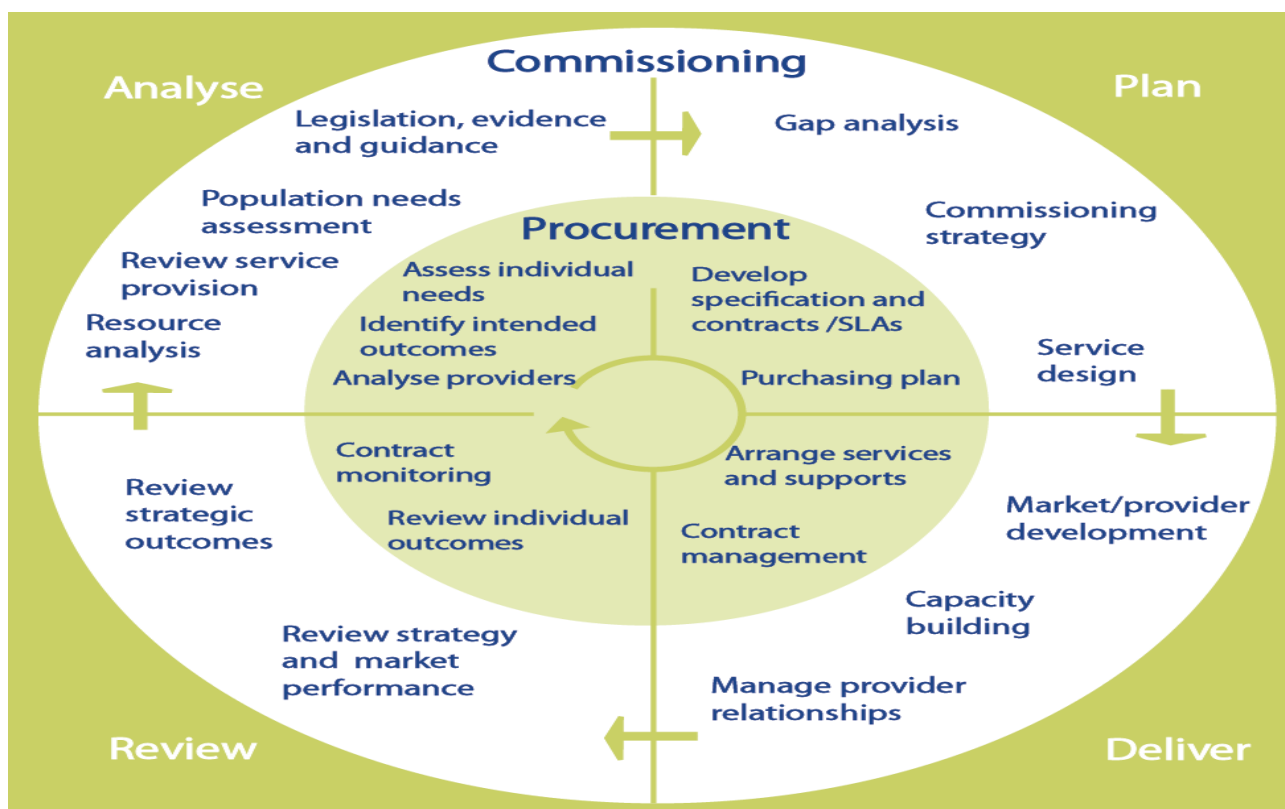 Commissioning
Analyse
Plan
Legislation, evidence
and guidance
Gap analysis
Population needs
assessment
Commissioning
strategy
Review service
provision
Resource
analysis
Service
design
Procurement
Assess individual
needs
Develop
specification and
contracts /SLAs
Identify intended
outcomes
Analyse providers
Purchasing plan
Contract
monitoring
Arrange services
and supports
Review individual
outcomes
Contract
management
Review
strategic
outcomes
Market/provider
development
Capacity
building
Review strategy
and market
performance
Manage provider
relationships
Review
Deliver